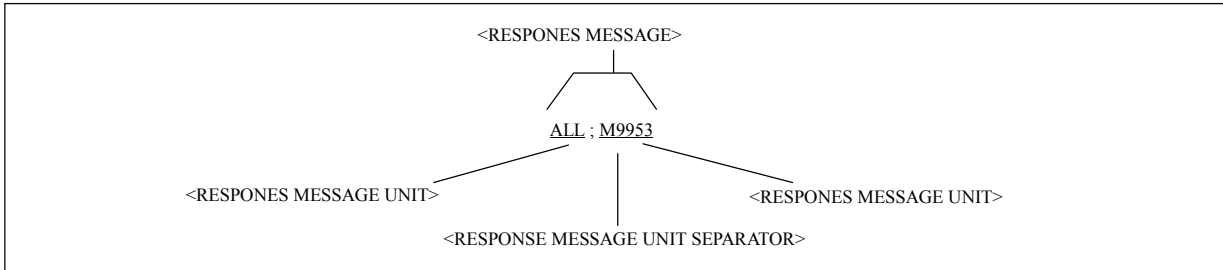 <RESPONES MESSAGE>
ALL ; M9953
<RESPONES MESSAGE UNIT>
<RESPONES MESSAGE UNIT>
<RESPONSE MESSAGE UNIT SEPARATOR>